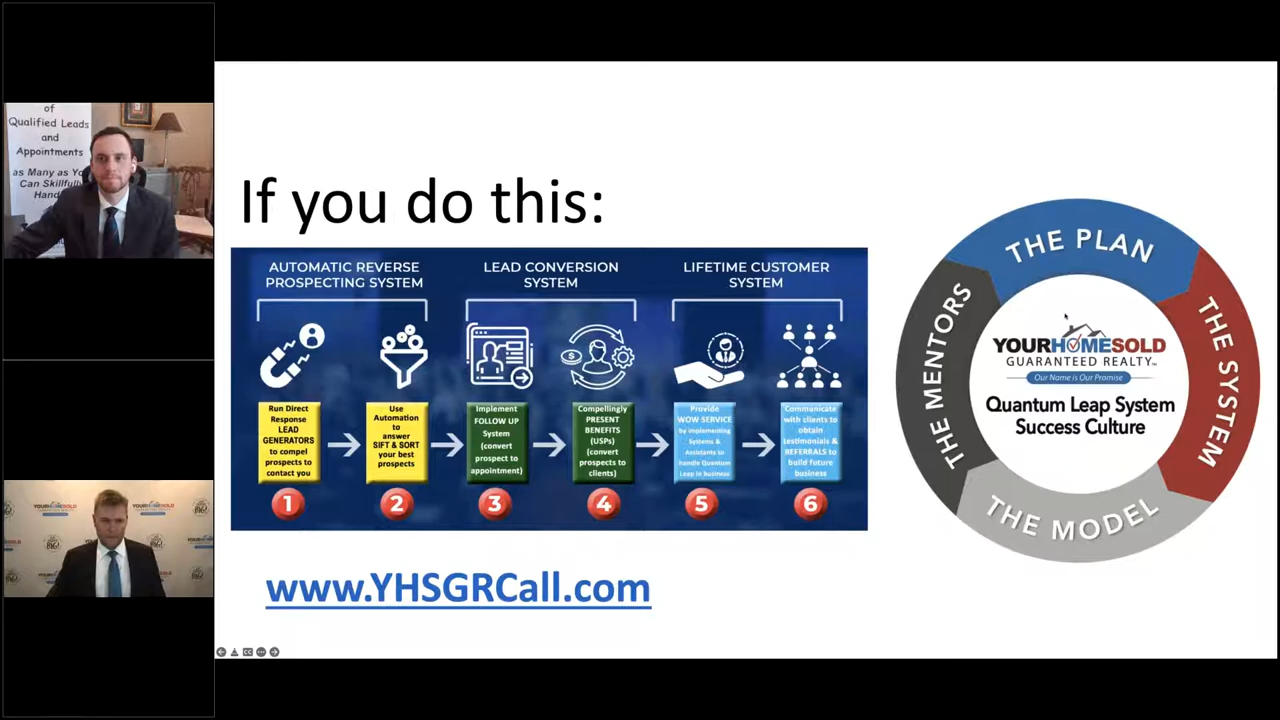 of
Qualified Leads
and
Appointments
as Many as Yo
Can Skillfully
Hand
YOURHOMESOLD
If you do this:
AUTOMATIC REVERSE
PROSPECTING SYSTEM
LEAD CONVERSION
SYSTEM
LIFETIME CUSTOMER
SYSTEM
Run Direct
Response
LEAD
GENERATORS
to compel
prospects to
contact you
Use
Automation
to
answer
SIFT & SORT
your best
prospects
Implement
FOLLOW UP
System
(convert
prospect to
appointment)
Compellingly
PRESENT
BENEFITS
(USPs)
(convert
prospects to
clients)
Provide
WOW SERVICE
by implementing
Systems &
Assistants to
handle Quantum
Leap in business
Communicate
with clients to
obtain
testimonials &
REFERRALS to
build future
business
1
2
3
4
5
6
www.YHSGRCall.com
THE PLAN
THE SYSTEM
THE MODEL
THE MENTORS
YOURHOMESOLD
GUARANTEED REALTY™
Our Name is Our Promise
Quantum Leap System
Success Culture
CC